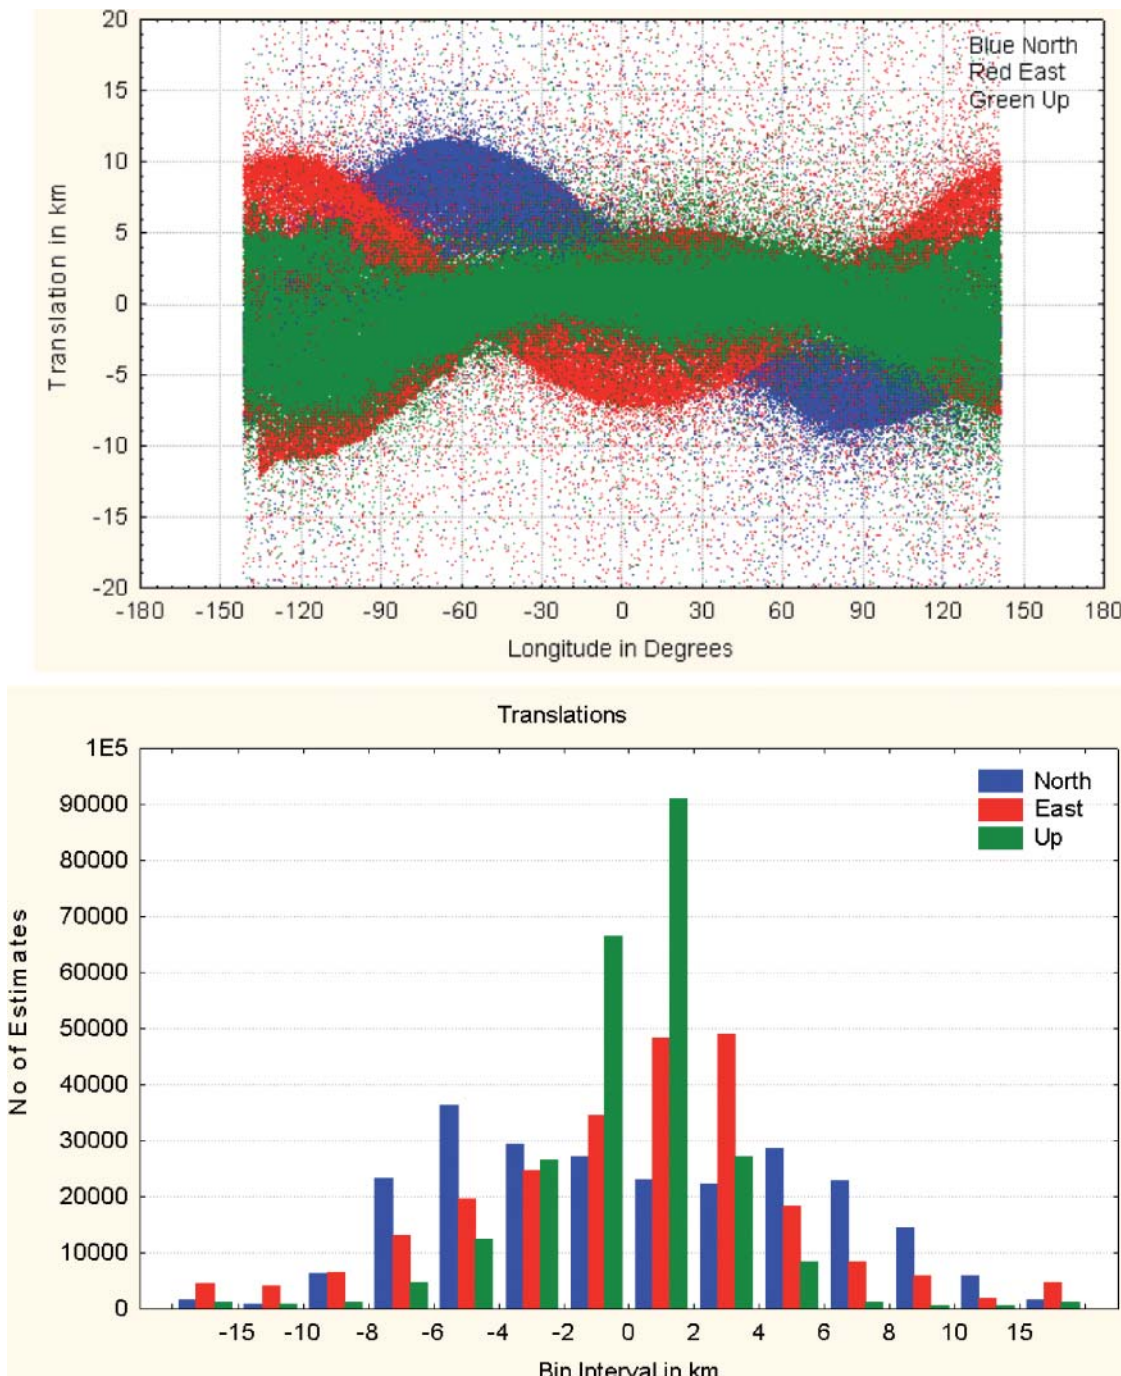 20
15
10
5
0
-5
-10
-15
-20
Translation in km
Blue North
Red East
Green Up
-180 -150 -120 -90 -60 -30 0 30 60 90 120 150 180
Longitude in Degrees
Translations
1E5
90000
80000
70000
60000
50000
40000
30000
20000
10000
0
No of Estimates
North
East
Up
-15 -10 -8 -6 -4 -2 0 2 4 6 8 10 15
Bin Interval in km